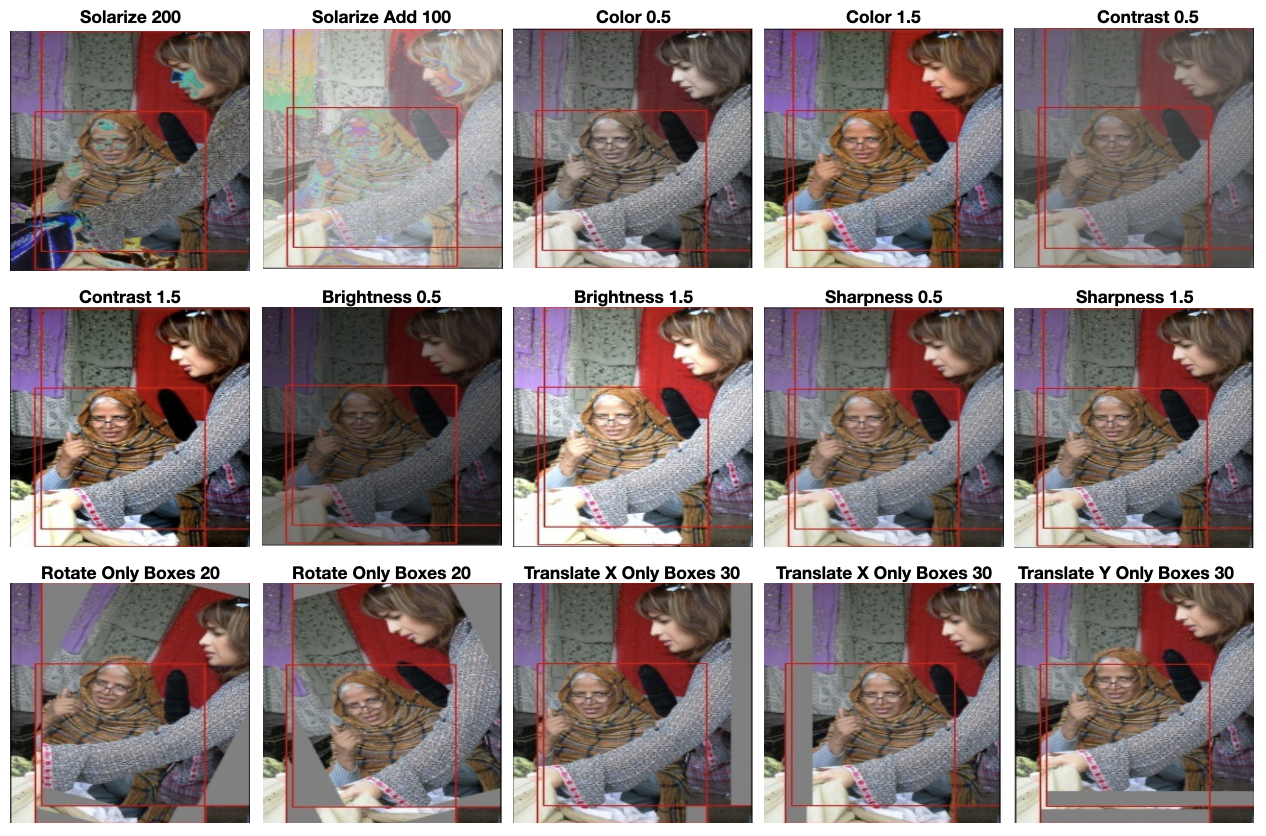 Solarize 200 Solarize Add 100 Color 0.5 Color 1.5 Contrast 0.5
Contrast 1.5 Brightness 0.5 Brightness 1.5 Sharpness 0.5 Sharpness 1.5
Rotate Only Boxes 20 Rotate Only Boxes 20 Translate X Only Boxes 30 Translate X Only Boxes 30 Translate Y Only Boxes 30